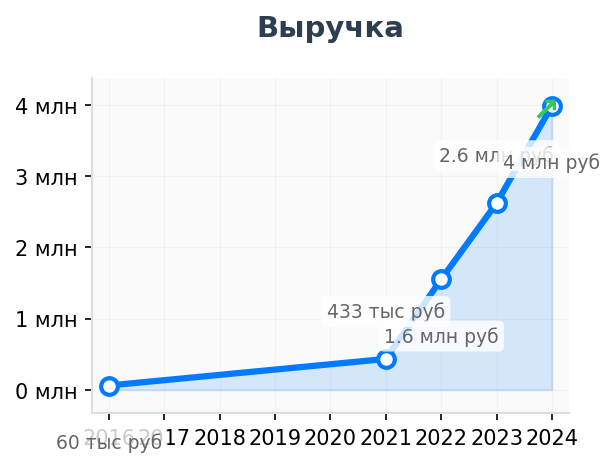 Выручка
4 млн
3 млн
2 млн
1 млн
0 млн
2.6 млн руб
4 млн руб
433 тыс руб
1.6 млн руб
60 тыс руб
2016 2017 2018 2019 2020 2021 2022 2023 2024